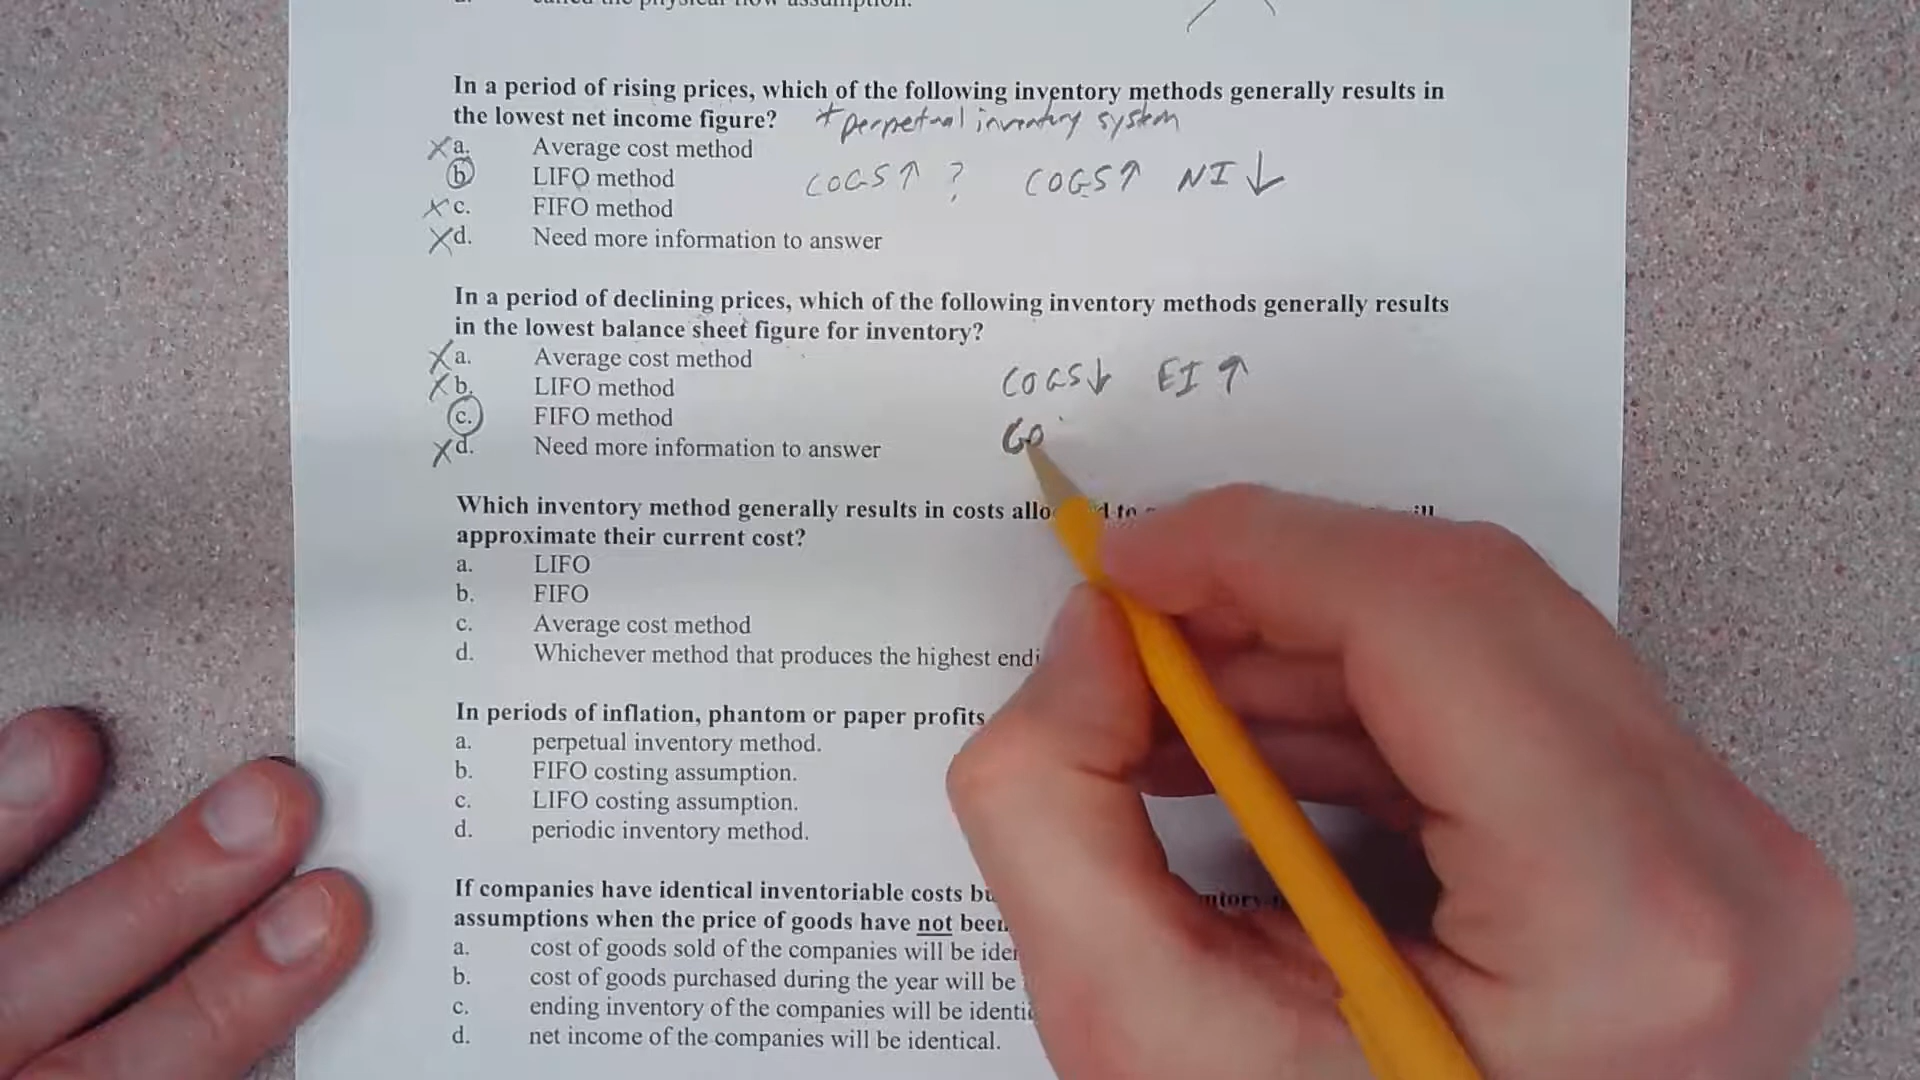 called the physical flow assumption.
In a period of rising prices, which of the following inventory methods generally results in
the lowest net income figure? * perpetual inventory system
X a. Average cost method
b LIFO method COGS↑ ? COGS↑ NI↓
X c. FIFO method
X d. Need more information to answer
In a period of declining prices, which of the following inventory methods generally results
in the lowest balance sheet figure for inventory?
X a. Average cost method
X b. LIFO method COGS↓ EI↑
c. FIFO method
X d. Need more information to answer
Which inventory method generally results in costs to
approximate their current cost?
a. LIFO
b. FIFO
c. Average cost method
d. Whichever method that produces the highest
In periods of inflation, phantom or paper profits
a. perpetual inventory method.
b. FIFO costing assumption.
c. LIFO costing assumption.
d. periodic inventory method.
If companies have identical inventoriable costs
assumptions when the price of goods have not been
a. cost of goods sold of the companies will be
b. cost of goods purchased during the year will be
c. ending inventory of the companies will be
d. net income of the companies will be identical.